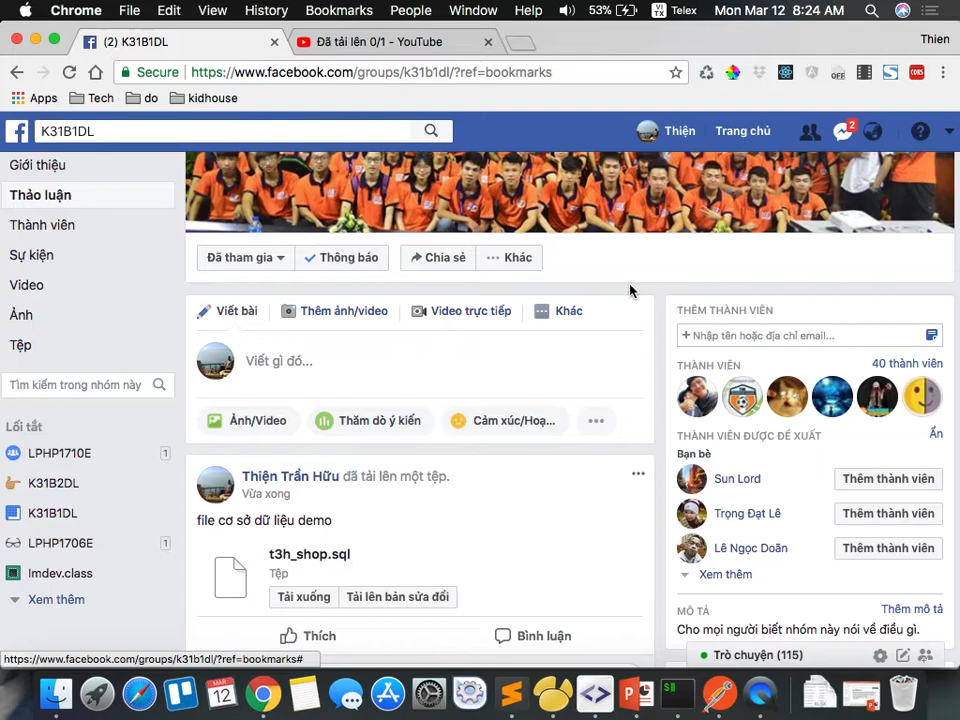 Chrome File Edit View History Bookmarks People Window Help 53% VI TX Telex Mon Mar 12 8:24 AM
(2) K31B1DL
Đã tải lên 0/1 - YouTube
Thien
Secure https://www.facebook.com/groups/k31b1dl/?ref=bookmarks
OFF
CORS
Apps Tech do kidhouse
K31B1DL
Thiện Trang chủ 2
Giới thiệu
Thảo luận
Thành viên
Sự kiện
Video
Ảnh
Tệp
Tìm kiếm trong nhóm này
Lối tắt
LPHP1710E 1
K31B2DL
K31B1DL
LPHP1706E 1
Imdev.class
Xem thêm
Đã tham gia Thông báo Chia sẻ Khác
Viết bài Thêm ảnh/video Video trực tiếp Khác
Viết gì đó...
Ảnh/Video Thăm dò ý kiến Cảm xúc/Hoạ...
Thiện Trần Hữu đã tải lên một tệp.
Vừa xong
file cơ sở dữ liệu demo
t3h_shop.sql
Tệp
Tải xuống Tải lên bản sửa đổi
Thích Bình luận
THÊM THÀNH VIÊN
+ Nhập tên hoặc địa chỉ email...
THÀNH VIÊN 40 thành viên
THÀNH VIÊN ĐƯỢC ĐỀ XUẤT Ẩn
Bạn bè
Sun Lord Thêm thành viên
Trọng Đạt Lê Thêm thành viên
Lê Ngọc Doãn Thêm thành viên
Xem thêm
MÔ TẢ Thêm mô tả
Cho mọi người biết nhóm này nói về điều gì.
Trò chuyện (115)
https://www.facebook.com/groups/k31b1dl/?ref=bookmarks#
MAR
12